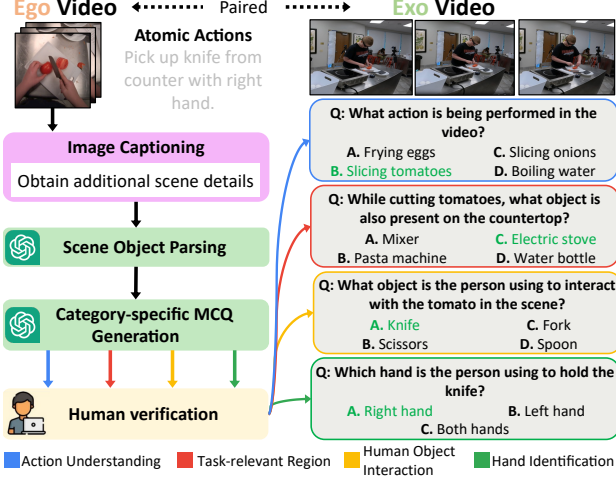 Ego Video
Paired
Exo Video
Atomic Actions
Pick up knife from
counter with right
hand.
Image Captioning
Obtain additional scene details
Scene Object Parsing
Category-specific MCQ
Generation
Human verification
Q: What action is being performed in the
video?
A. Frying eggs
C. Slicing onions
B. Slicing tomatoes
D. Boiling water
Q: While cutting tomatoes, what object is
also present on the countertop?
A. Mixer
C. Electric stove
B. Pasta machine
D. Water bottle
Q: What object is the person using to interact
with the tomato in the scene?
A. Knife
C. Fork
B. Scissors
D. Spoon
Q: Which hand is the person using to hold the
knife?
A. Right hand
B. Left hand
C. Both hands
Action Understanding
Task-relevant Region
Human Object
Interaction
Hand Identification